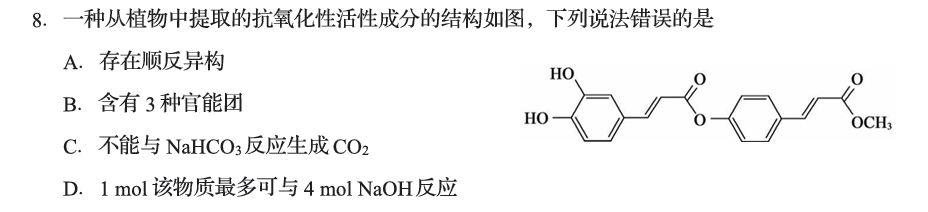 8. 一种从植物中提取的抗氧化性活性成分的结构如图，下列说法错误的是
A. 存在顺反异构
B. 含有 3 种官能团
C. 不能与 NaHCO₃ 反应生成 CO₂
D. 1 mol 该物质最多可与 4 mol NaOH 反应
HO
HO
O
O
O
OCH₃